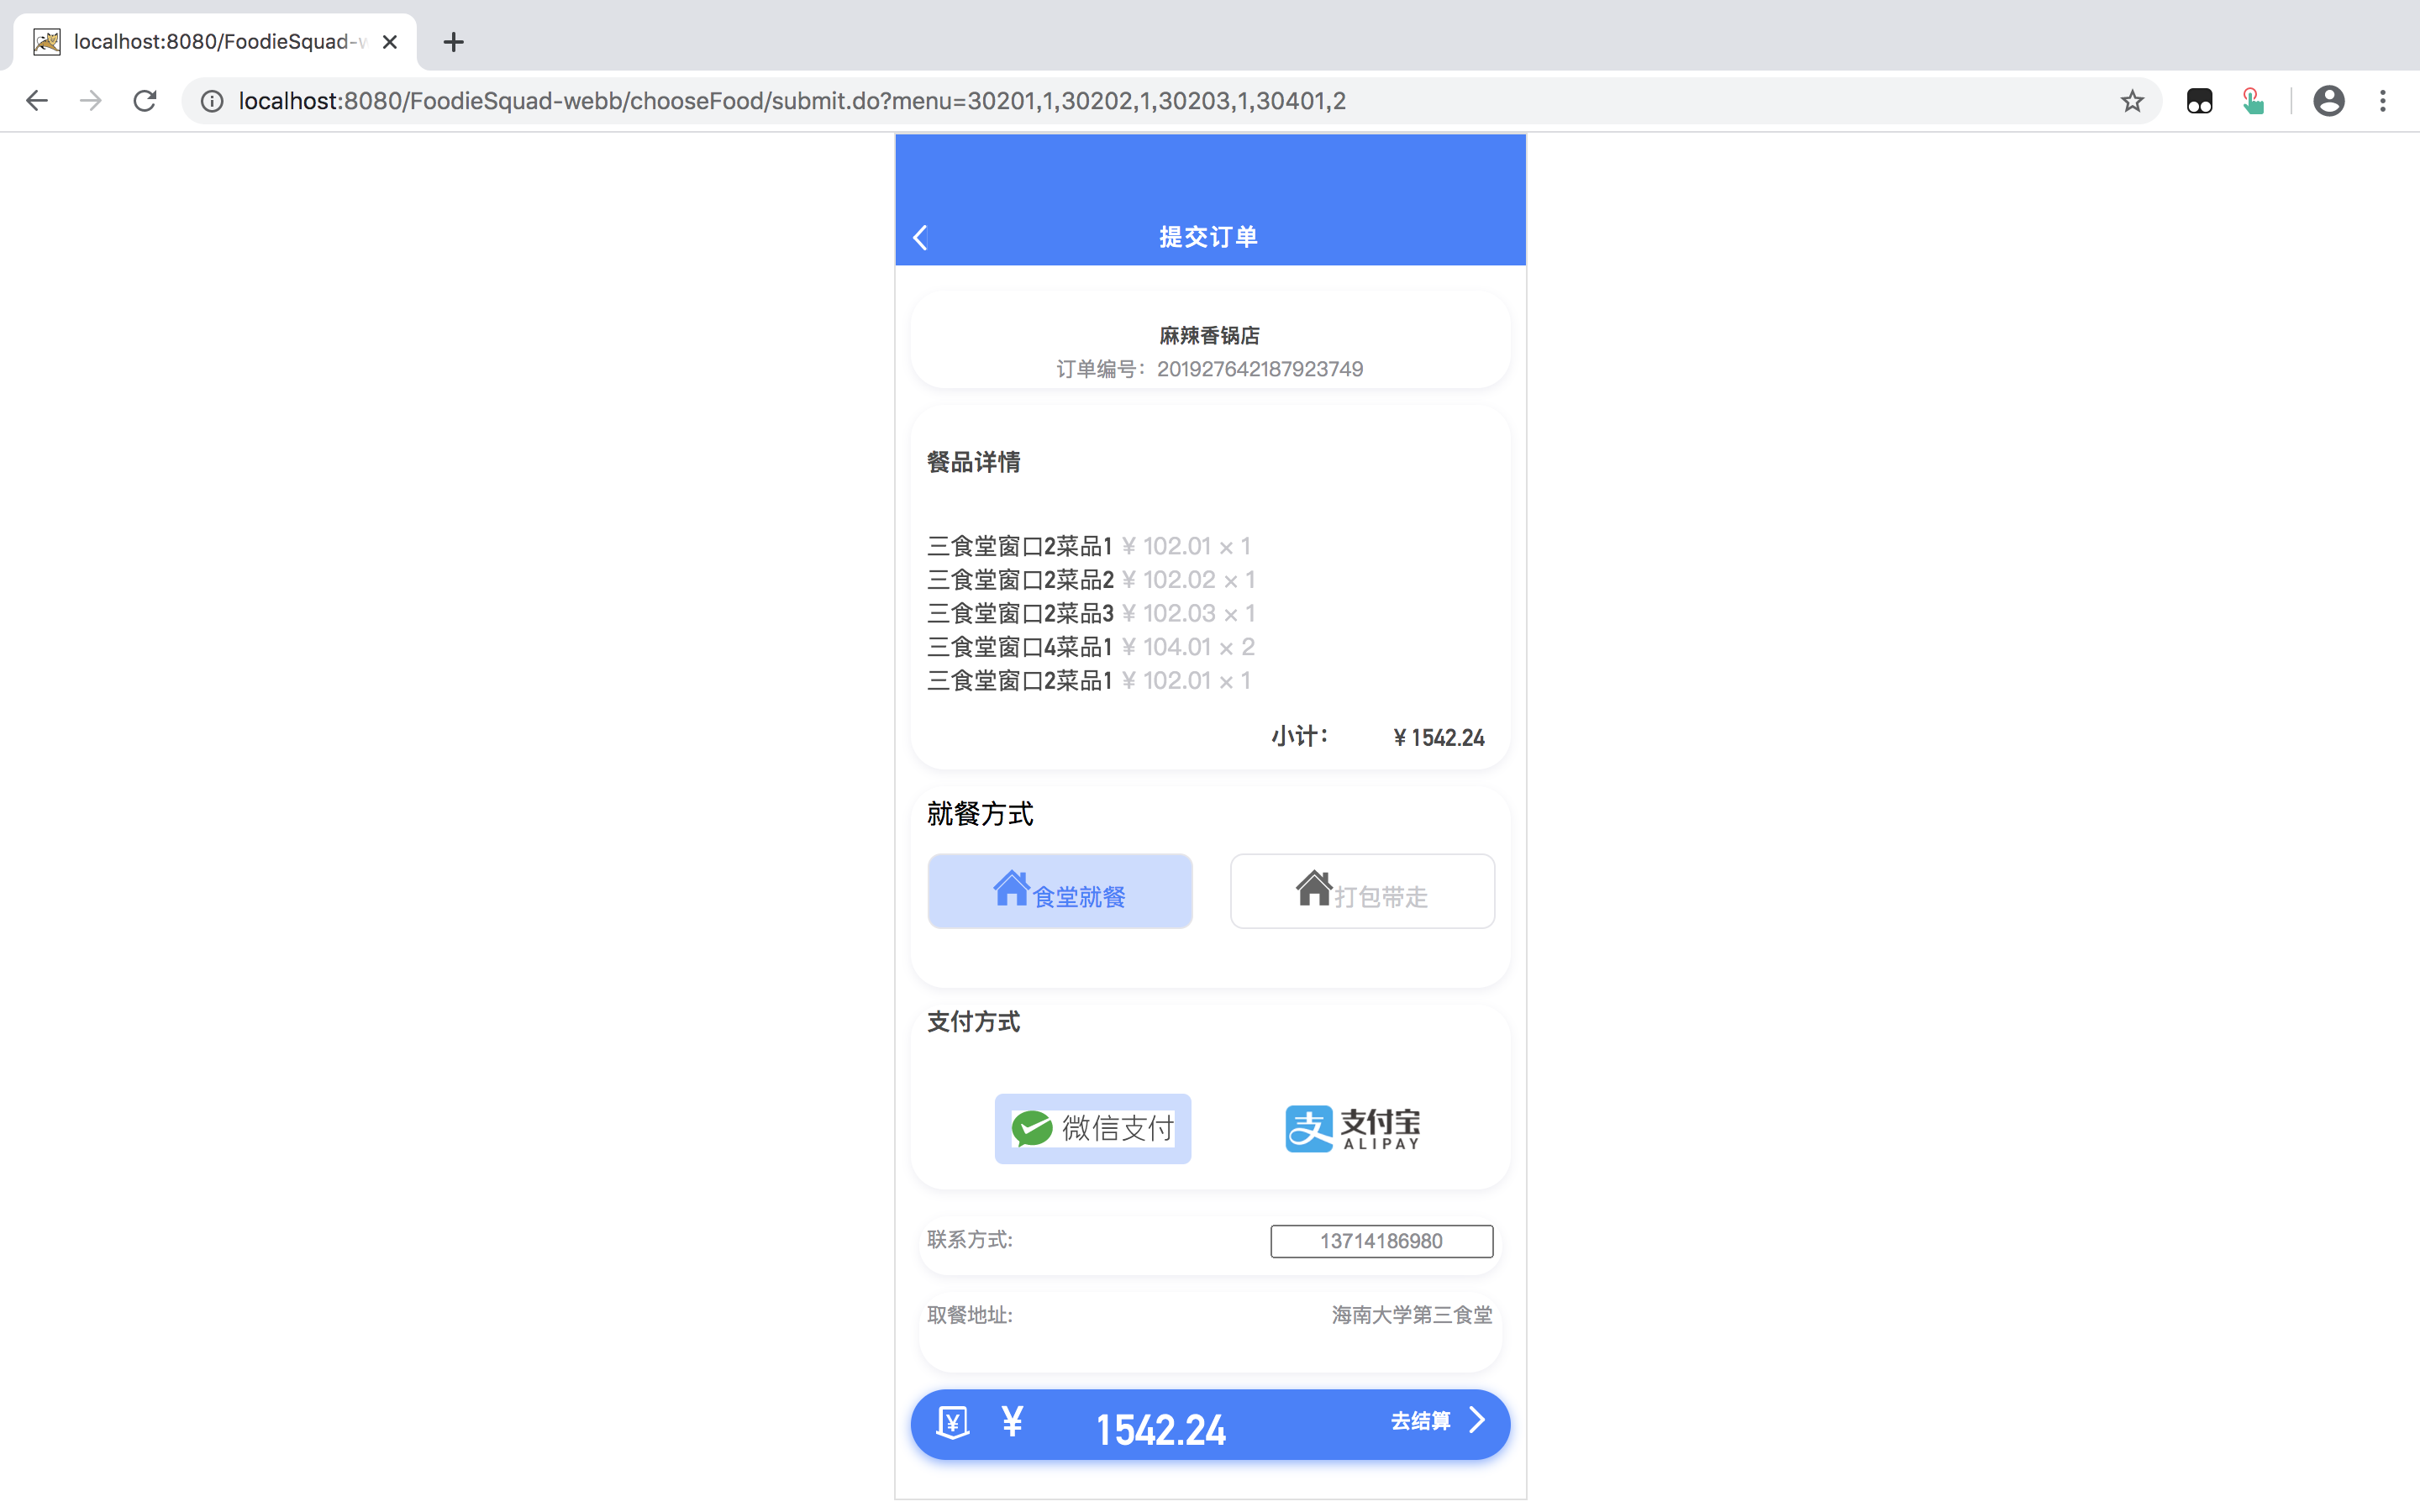 localhost:8080/FoodieSquad-w
localhost:8080/FoodieSquad-webb/chooseFood/submit.do?menu=30201,1,30202,1,30203,1,30401,2
提交订单
麻辣香锅店
订单编号：201927642187923749
餐品详情
三食堂窗口2菜品1 ¥ 102.01 × 1
三食堂窗口2菜品2 ¥ 102.02 × 1
三食堂窗口2菜品3 ¥ 102.03 × 1
三食堂窗口4菜品1 ¥ 104.01 × 2
三食堂窗口2菜品1 ¥ 102.01 × 1
小计： ¥ 1542.24
就餐方式
食堂就餐 打包带走
支付方式
微信支付 支 支付宝
ALIPAY
联系方式: 13714186980
取餐地址: 海南大学第三食堂
¥ ¥ 1542.24 去结算